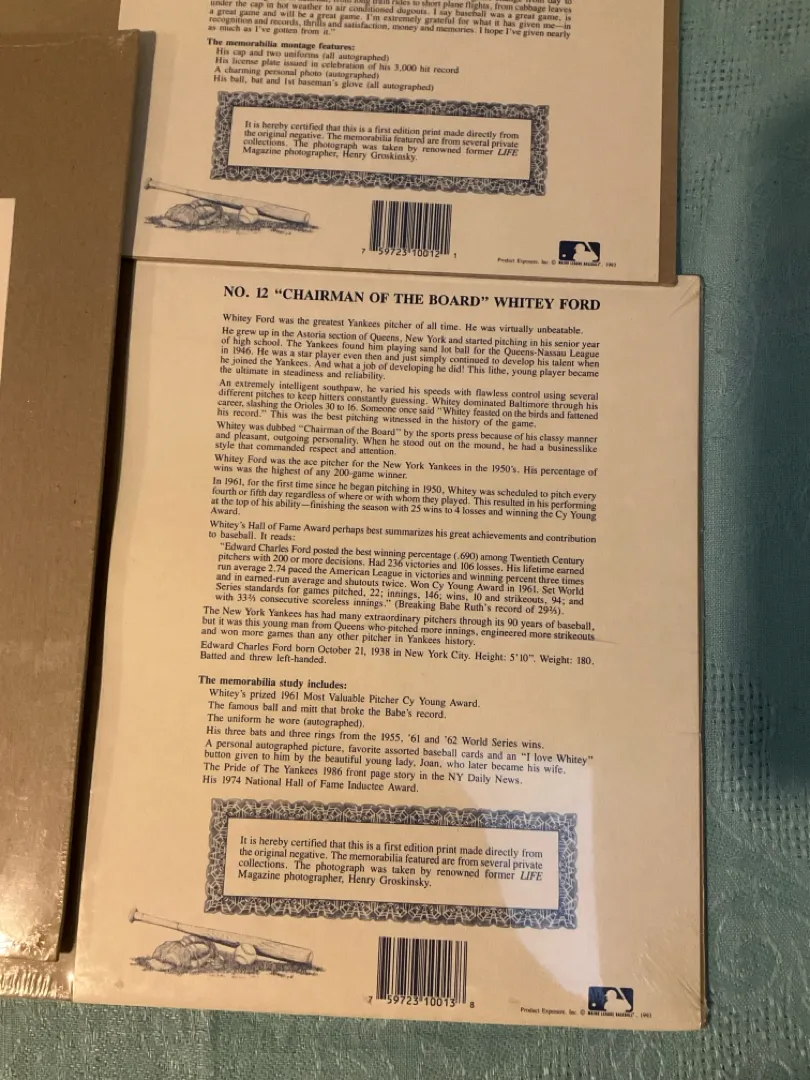 under the cap in hot weather to air conditioned dugouts. I say baseball was a great game, is
a great game and will be a great game. I'm extremely grateful for what it has given me—in
recognition and records, thrills and satisfaction, money and memories. I hope I've given nearly
as much as I've gotten from it."
The memorabilia montage features:
His cap and two uniforms (all autographed)
His license plate issued in celebration of his 3,000 hit record
A charming personal photo (autographed)
His ball, bat and 1st baseman's glove (all autographed)
It is hereby certified that this is a first edition print made directly from
the original negative. The memorabilia featured are from several private
collections. The photograph was taken by renowned former LIFE
Magazine photographer, Henry Groskinsky.
7 59723 10012 1
Product Exposure, Inc. © MAJOR LEAGUE BASEBALL, 1993
NO. 12 "CHAIRMAN OF THE BOARD" WHITEY FORD
Whitey Ford was the greatest Yankees pitcher of all time. He was virtually unbeatable.
He grew up in the Astoria section of Queens, New York and started pitching in his senior year
of high school. The Yankees found him playing sand lot ball for the Queens-Nassau League
in 1946. He was a star player even then and just simply continued to develop his talent when
he joined the Yankees. And what a job of developing he did! This lithe, young player became
the ultimate in steadiness and reliability.
An extremely intelligent southpaw, he varied his speeds with flawless control using several
different pitches to keep hitters constantly guessing. Whitey dominated Baltimore through his
career, slashing the Orioles 30 to 16. Someone once said "Whitey feasted on the birds and fattened
his record." This was the best pitching witnessed in the history of the game.
Whitey was dubbed "Chairman of the Board" by the sports press because of his classy manner
and pleasant, outgoing personality. When he stood out on the mound, he had a businesslike
style that commanded respect and attention.
Whitey Ford was the ace pitcher for the New York Yankees in the 1950's. His percentage of
wins was the highest of any 200-game winner.
In 1961, for the first time since he began pitching in 1950, Whitey was scheduled to pitch every
fourth or fifth day regardless of where or with whom they played. This resulted in his performing
at the top of his ability—finishing the season with 25 wins to 4 losses and winning the Cy Young
Award.
Whitey's Hall of Fame Award perhaps best summarizes his great achievements and contribution
to baseball. It reads:
"Edward Charles Ford posted the best winning percentage (.690) among Twentieth Century
pitchers with 200 or more decisions. Had 236 victories and 106 losses. His lifetime earned
run average 2.74 paced the American League in victories and winning percent three times
and in earned-run average and shutouts twice. Won Cy Young Award in 1961. Set World
Series standards for games pitched, 22; innings, 146; wins, 10 and strikeouts, 94; and
with 33⅔ consecutive scoreless innings." (Breaking Babe Ruth's record of 29⅔).
The New York Yankees has had many extraordinary pitchers through its 90 years of baseball,
but it was this young man from Queens who pitched more innings, engineered more strikeouts
and won more games than any other pitcher in Yankees history.
Edward Charles Ford born October 21, 1938 in New York City. Height: 5'10". Weight: 180.
Batted and threw left-handed.
The memorabilia study includes:
Whitey's prized 1961 Most Valuable Pitcher Cy Young Award.
The famous ball and mitt that broke the Babe's record.
The uniform he wore (autographed).
His three bats and three rings from the 1955, '61 and '62 World Series wins.
A personal autographed picture, favorite assorted baseball cards and an "I love Whitey"
button given to him by the beautiful young lady, Joan, who later became his wife.
The Pride of The Yankees 1986 front page story in the NY Daily News.
His 1974 National Hall of Fame Inductee Award.
It is hereby certified that this is a first edition print made directly from
the original negative. The memorabilia featured are from several private
collections. The photograph was taken by renowned former LIFE
Magazine photographer, Henry Groskinsky.
7 59723 10013 8
Product Exposure, Inc. © MAJOR LEAGUE BASEBALL, 1993